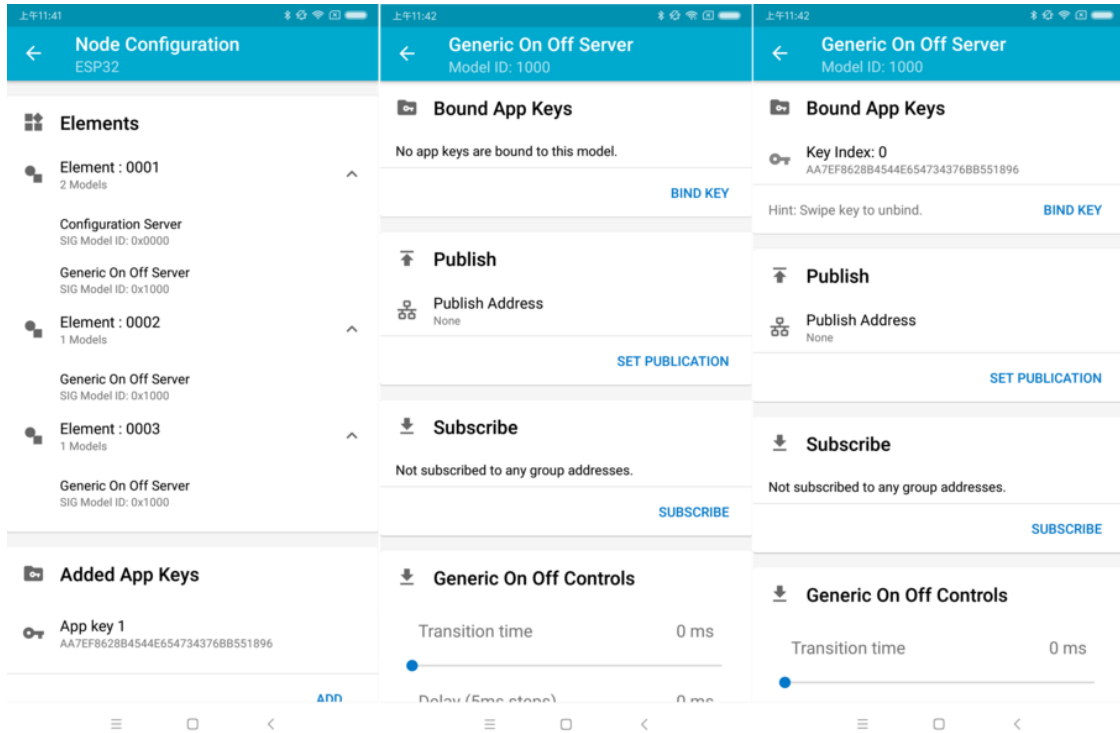 上午11:41
Node Configuration
ESP32
Elements
Element : 0001
2 Models
Configuration Server
SIG Model ID: 0x0000
Generic On Off Server
SIG Model ID: 0x1000
Element : 0002
1 Models
Generic On Off Server
SIG Model ID: 0x1000
Element : 0003
1 Models
Generic On Off Server
SIG Model ID: 0x1000
Added App Keys
App key 1
AA7EF8628B4544E654734376BB551896
ADD
上午11:42
Generic On Off Server
Model ID: 1000
Bound App Keys
No app keys are bound to this model.
BIND KEY
Publish
Publish Address
None
SET PUBLICATION
Subscribe
Not subscribed to any group addresses.
SUBSCRIBE
Generic On Off Controls
Transition time 0 ms
Delay (5ms steps) 0 ms
上午11:42
Generic On Off Server
Model ID: 1000
Bound App Keys
Key Index: 0
AA7EF8628B4544E654734376BB551896
Hint: Swipe key to unbind. BIND KEY
Publish
Publish Address
None
SET PUBLICATION
Subscribe
Not subscribed to any group addresses.
SUBSCRIBE
Generic On Off Controls
Transition time 0 ms